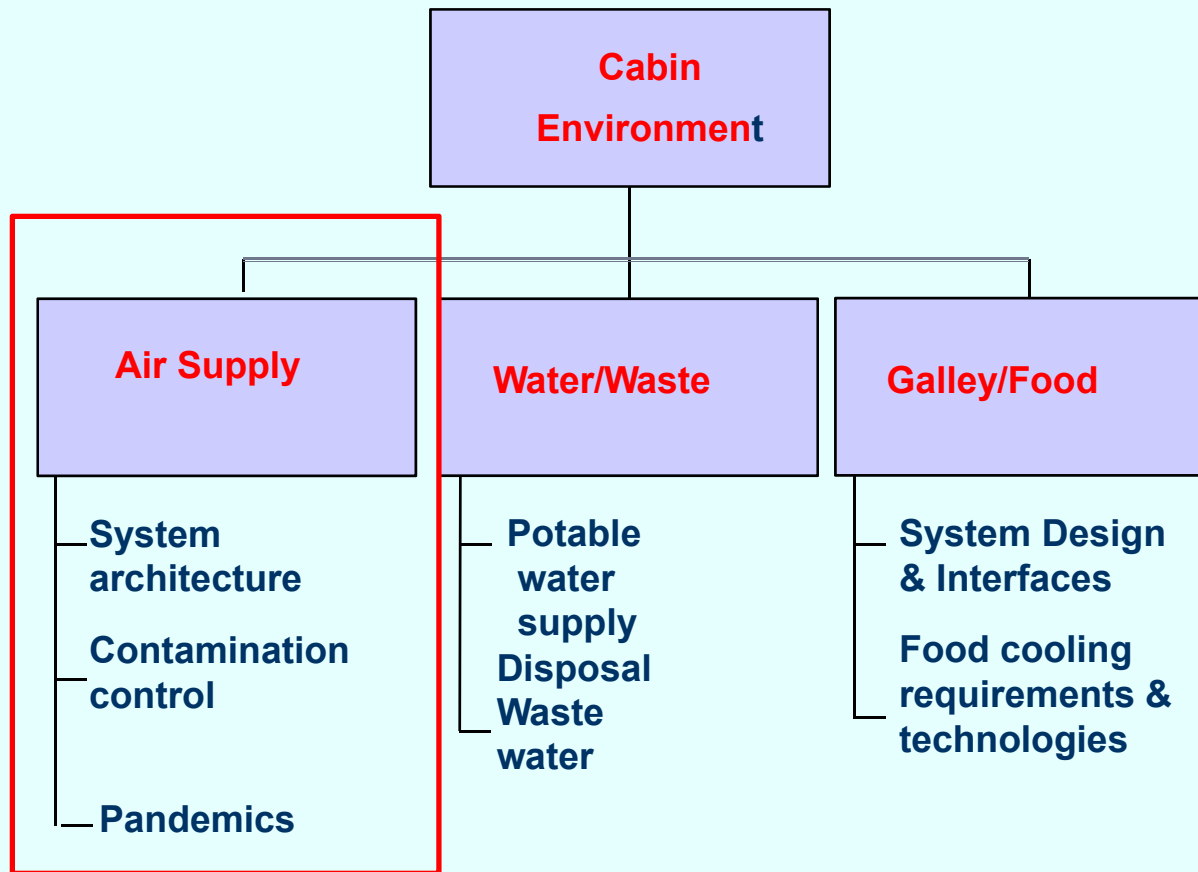 Cabin
Environment
Air Supply
System
architecture
Contamination
control
Pandemics
Water/Waste
Potable
water
supply
Disposal
Waste
water
Galley/Food
System Design
& Interfaces
Food cooling
requirements &
technologies